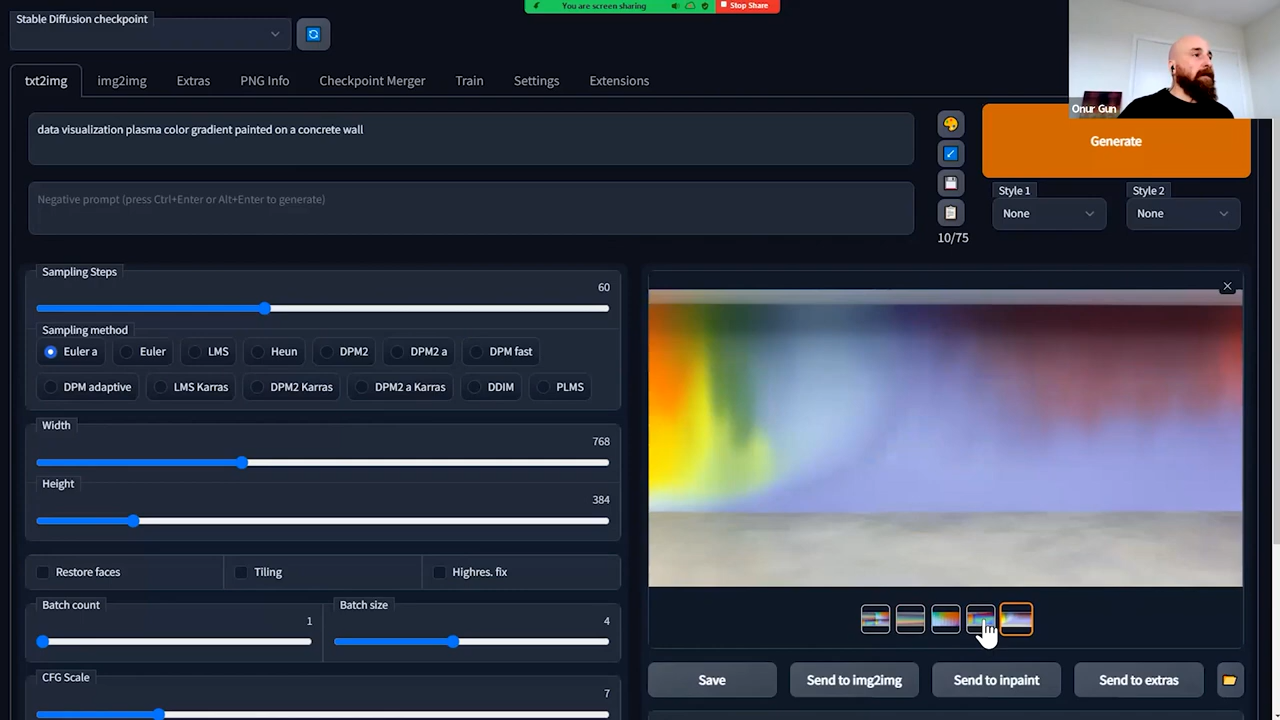 You are screen sharing
Stop Share
Stable Diffusion checkpoint
txt2img
img2img
Extras
PNG Info
Checkpoint Merger
Train
Settings
Extensions
Onur Gun
data visualization plasma color gradient painted on a concrete wall
Generate
Negative prompt (press Ctrl+Enter or Alt+Enter to generate)
Style 1
Style 2
None
None
10/75
Sampling Steps
60
Sampling method
Euler a
Euler
LMS
Heun
DPM2
DPM2 a
DPM fast
DPM adaptive
LMS Karras
DPM2 Karras
DPM2 a Karras
DDIM
PLMS
Width
768
Height
384
Restore faces
Tiling
Highres. fix
Batch count
1
Batch size
4
CFG Scale
7
Save
Send to img2img
Send to inpaint
Send to extras